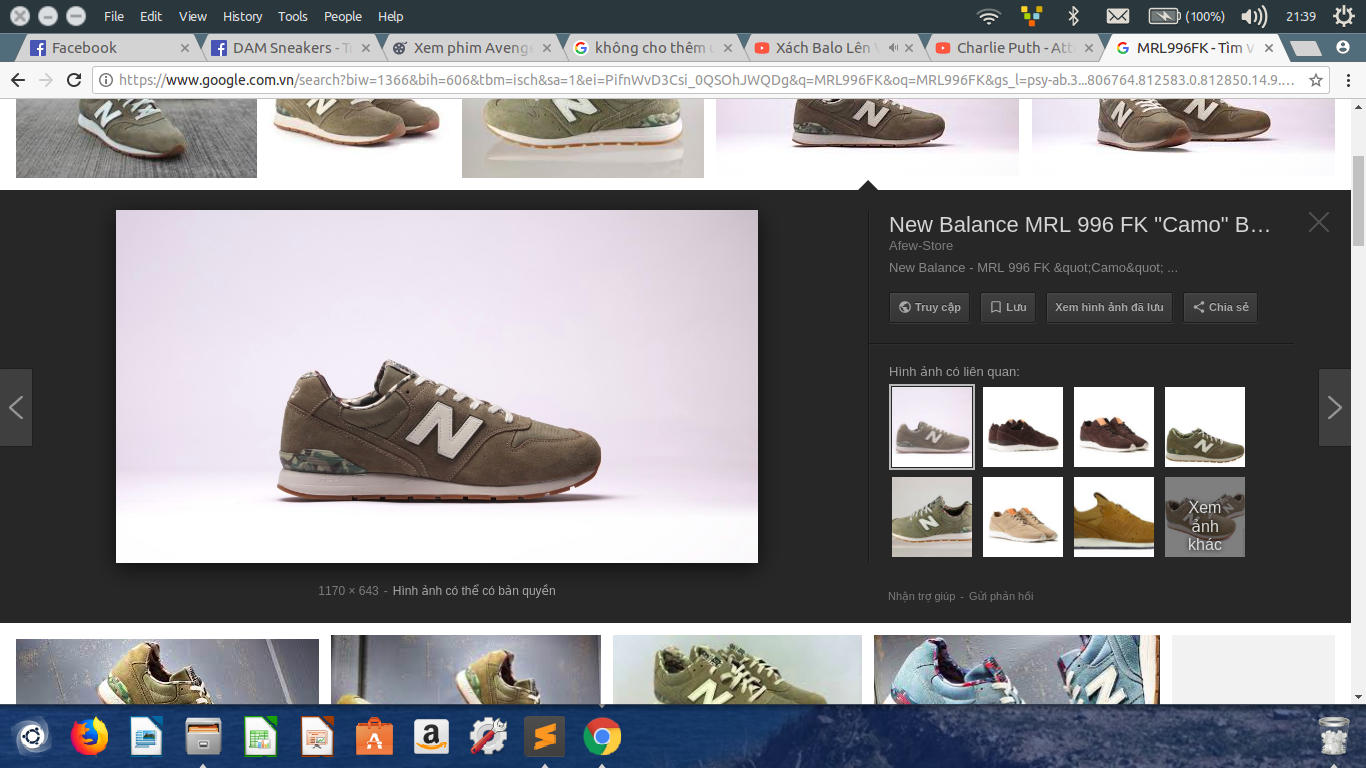 File Edit View History Tools People Help
(100%) 21:39
Facebook
DAM Sneakers - Tr
Xem phim Aveng
không cho thêm
Xách Balo Lên V
Charlie Puth - Att
MRL996FK - Tìm V
https://www.google.com.vn/search?biw=1366&bih=606&tbm=isch&sa=1&ei=PifnWvD3Csi_0QSOhJWQDg&q=MRL996FK&oq=MRL996FK&gs_l=psy-ab.3...806764.812583.0.812850.14.9....
New Balance MRL 996 FK "Camo" B…
Afew-Store
New Balance - MRL 996 FK &quot;Camo&quot; ...
Truy cập Lưu Xem hình ảnh đã lưu Chia sẻ
Hình ảnh có liên quan:
Xem
ảnh
khác
1170 × 643 - Hình ảnh có thể có bản quyền
Nhận trợ giúp - Gửi phản hồi